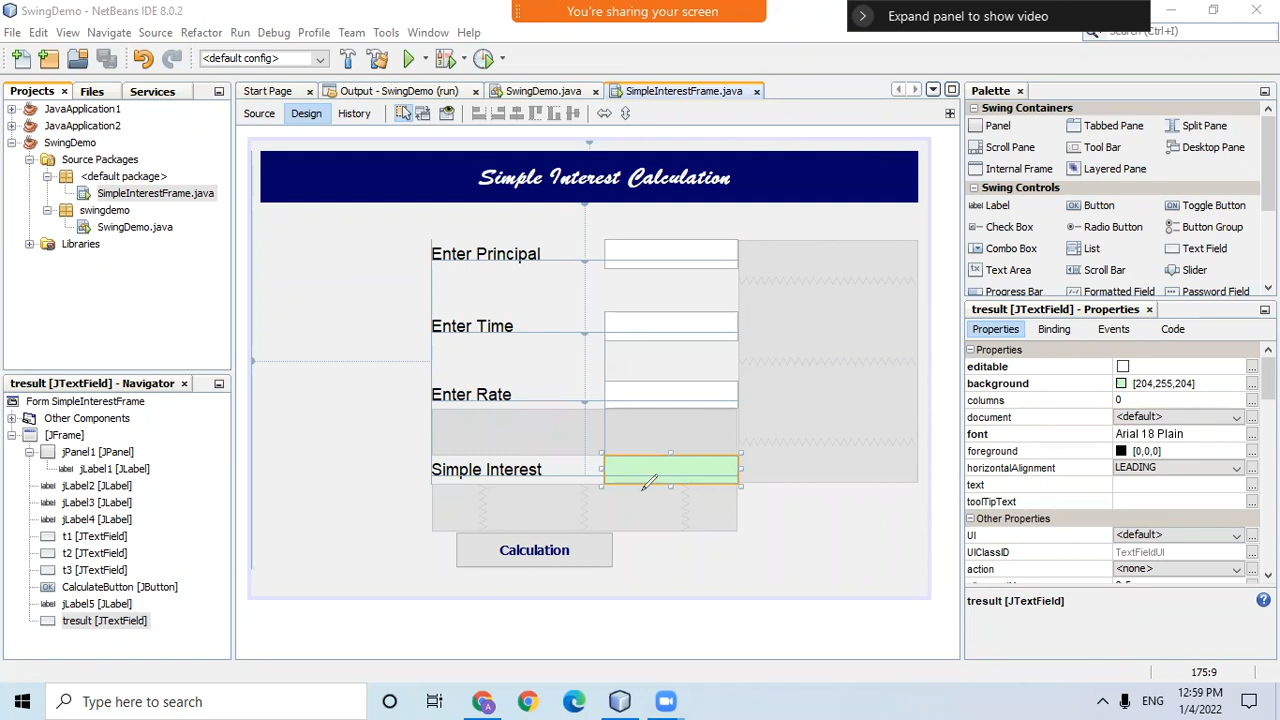 SwingDemo - NetBeans IDE 8.0.2
You're sharing your screen
Expand panel to show video
File Edit View Navigate Source Refactor Run Debug Profile Team Tools Window Help
Search (Ctrl+I)
<default config>
Projects Files Services
Start Page Output - SwingDemo (run) SwingDemo.java SimpleInterestFrame.java
Palette
Source Design History
JavaApplication1
JavaApplication2
SwingDemo
Source Packages
<default package>
SimpleInterestFrame.java
swingdemo
SwingDemo.java
Libraries
tresult [JTextField] - Navigator
Form SimpleInterestFrame
Other Components
[JFrame]
jPanel1 [JPanel]
jLabel1 [JLabel]
jLabel2 [JLabel]
jLabel3 [JLabel]
jLabel4 [JLabel]
t1 [JTextField]
t2 [JTextField]
t3 [JTextField]
CalculateButton [JButton]
jLabel5 [JLabel]
tresult [JTextField]
Simple Interest Calculation
Enter Principal
Enter Time
Enter Rate
Simple Interest
Calculation
Swing Containers
Panel Tabbed Pane Split Pane
Scroll Pane Tool Bar Desktop Pane
Internal Frame Layered Pane
Swing Controls
label Label OK Button Toggle Button
Check Box Radio Button Button Group
Combo Box List Text Field
Text Area Scroll Bar Slider
Progress Bar Formatted Field Password Field
tresult [JTextField] - Properties
Properties Binding Events Code
Properties
editable
background [204,255,204]
columns 0
document <default>
font Arial 18 Plain
foreground [0,0,0]
horizontalAlignment LEADING
text
toolTipText
Other Properties
UI <default>
UIClassID TextFieldUI
action <none>
tresult [JTextField]
175:9
Type here to search
ENG
12:59 PM
1/4/2022